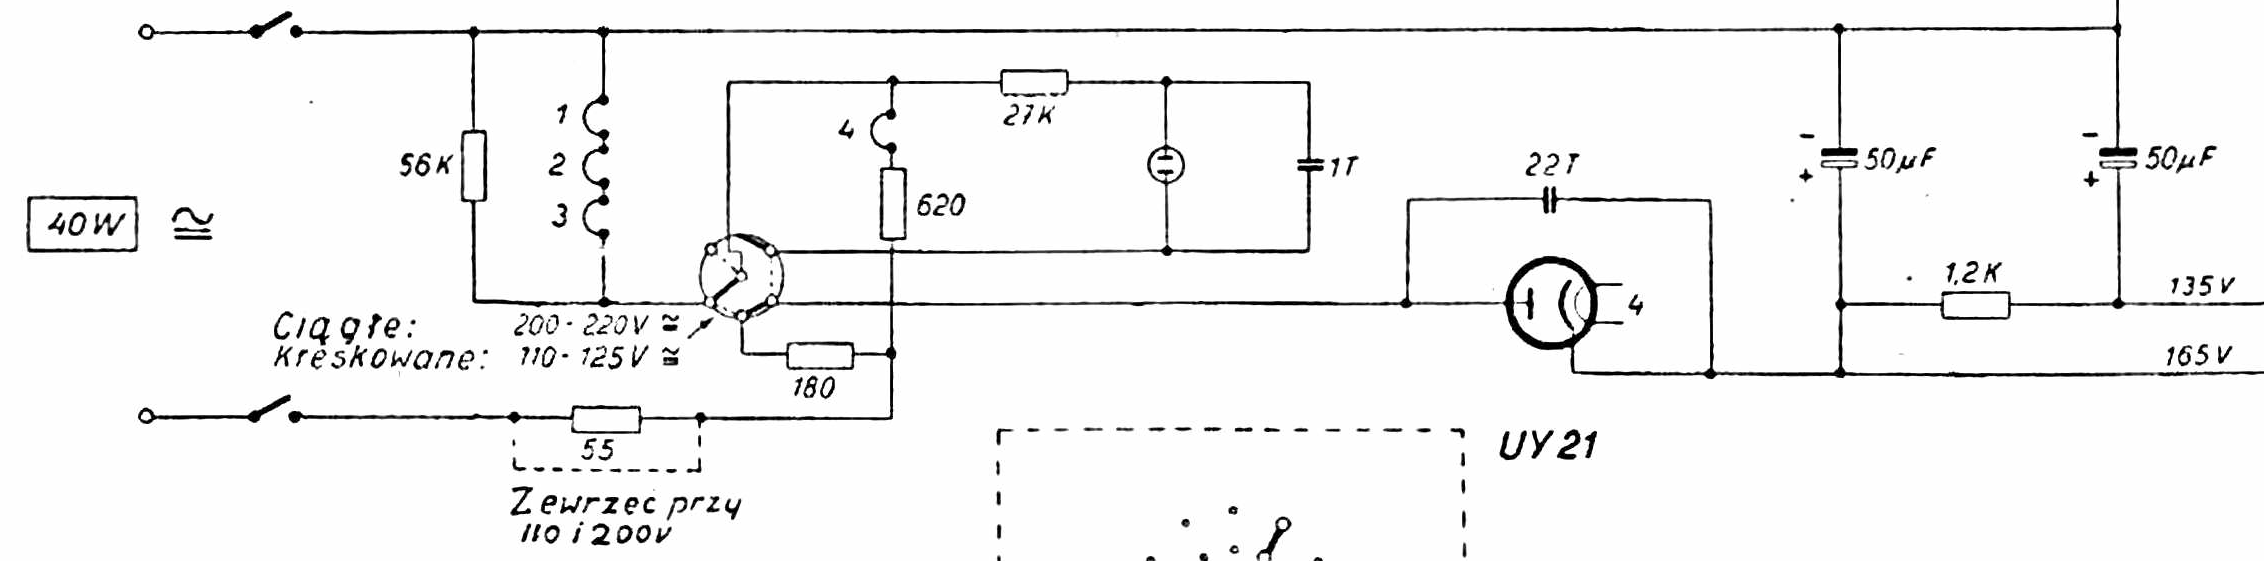 1
27K
4
56K
2
-
50µF
-
50µF
1T
22T
+
+
3
620
40W ≅
1,2K
135V
4
Ciągłe: 200-220V ≅
Kreskowane: 110-125V ≅
165V
180
55
UY21
Zewrzeć przy
110 i 200V